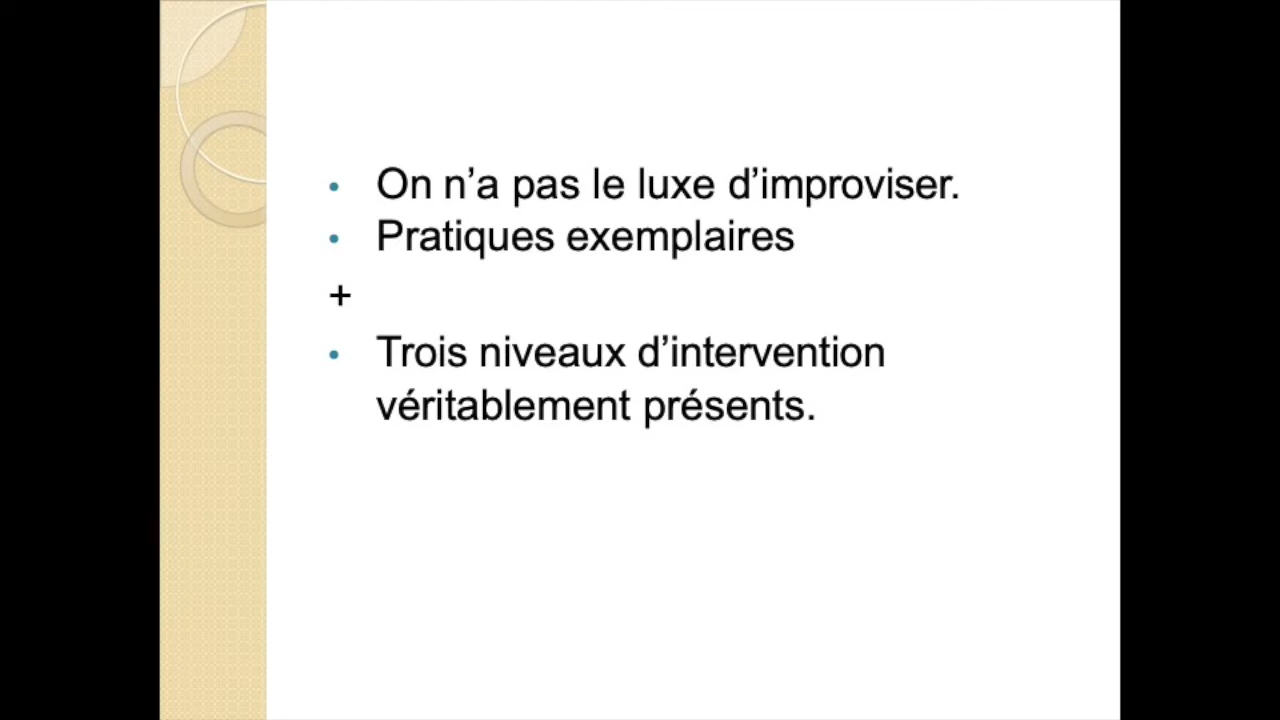 • On n’a pas le luxe d’improviser.
• Pratiques exemplaires
+
• Trois niveaux d’intervention
véritablement présents.